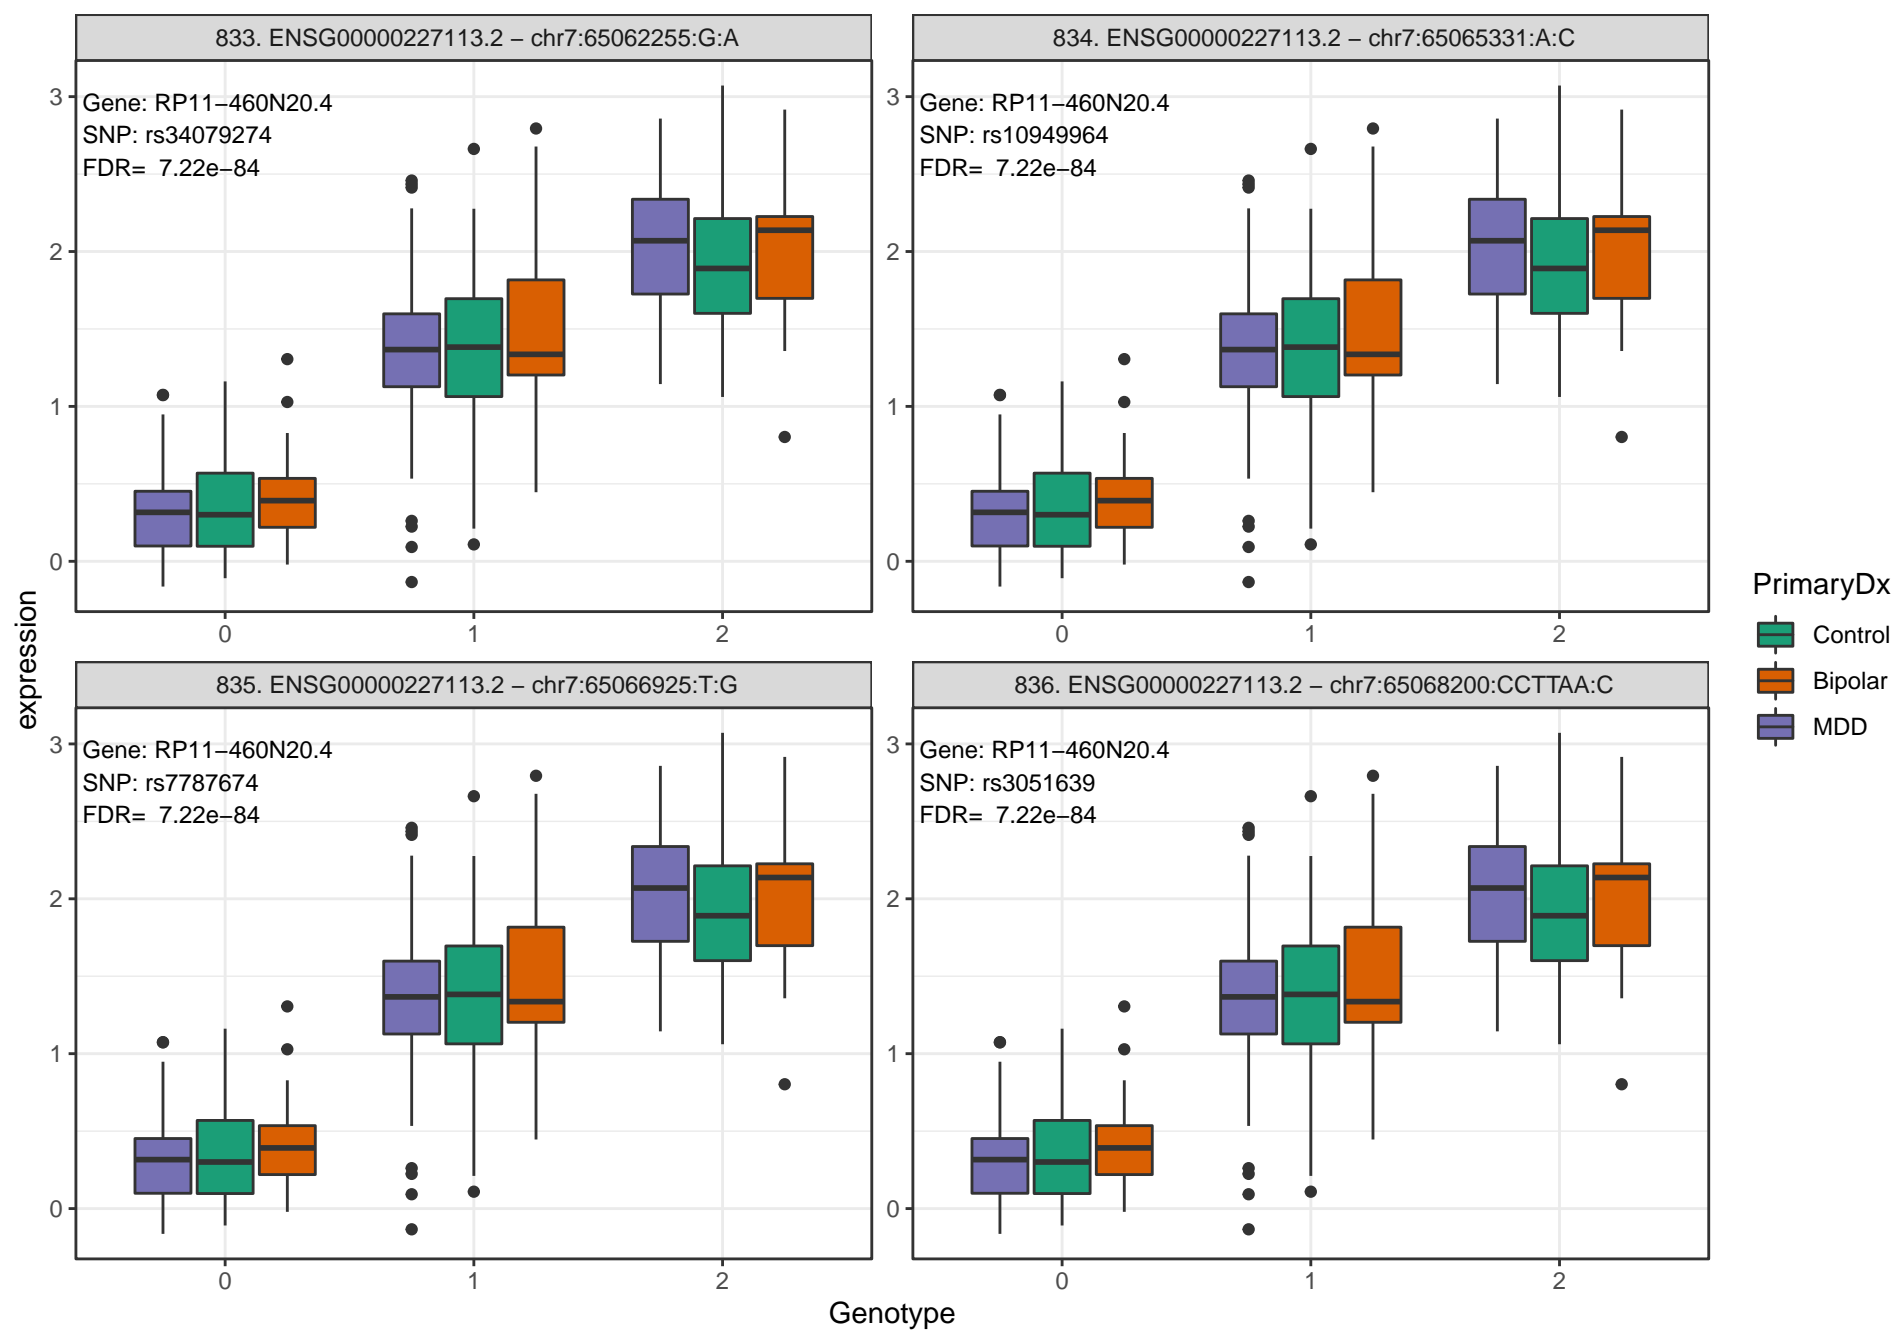 833. ENSG00000227113.2 − chr7:65062255:G:A
Gene: RP11−460N20.4
SNP: rs34079274
FDR=  7.22e−84
3
2
1
0
0
1
2
834. ENSG00000227113.2 − chr7:65065331:A:C
Gene: RP11−460N20.4
SNP: rs10949964
FDR=  7.22e−84
3
2
1
0
0
1
2
835. ENSG00000227113.2 − chr7:65066925:T:G
Gene: RP11−460N20.4
SNP: rs7787674
FDR=  7.22e−84
3
2
1
0
0
1
2
836. ENSG00000227113.2 − chr7:65068200:CCTTAA:C
Gene: RP11−460N20.4
SNP: rs3051639
FDR=  7.22e−84
3
2
1
0
0
1
2
expression
Genotype
PrimaryDx
Control
Bipolar
MDD